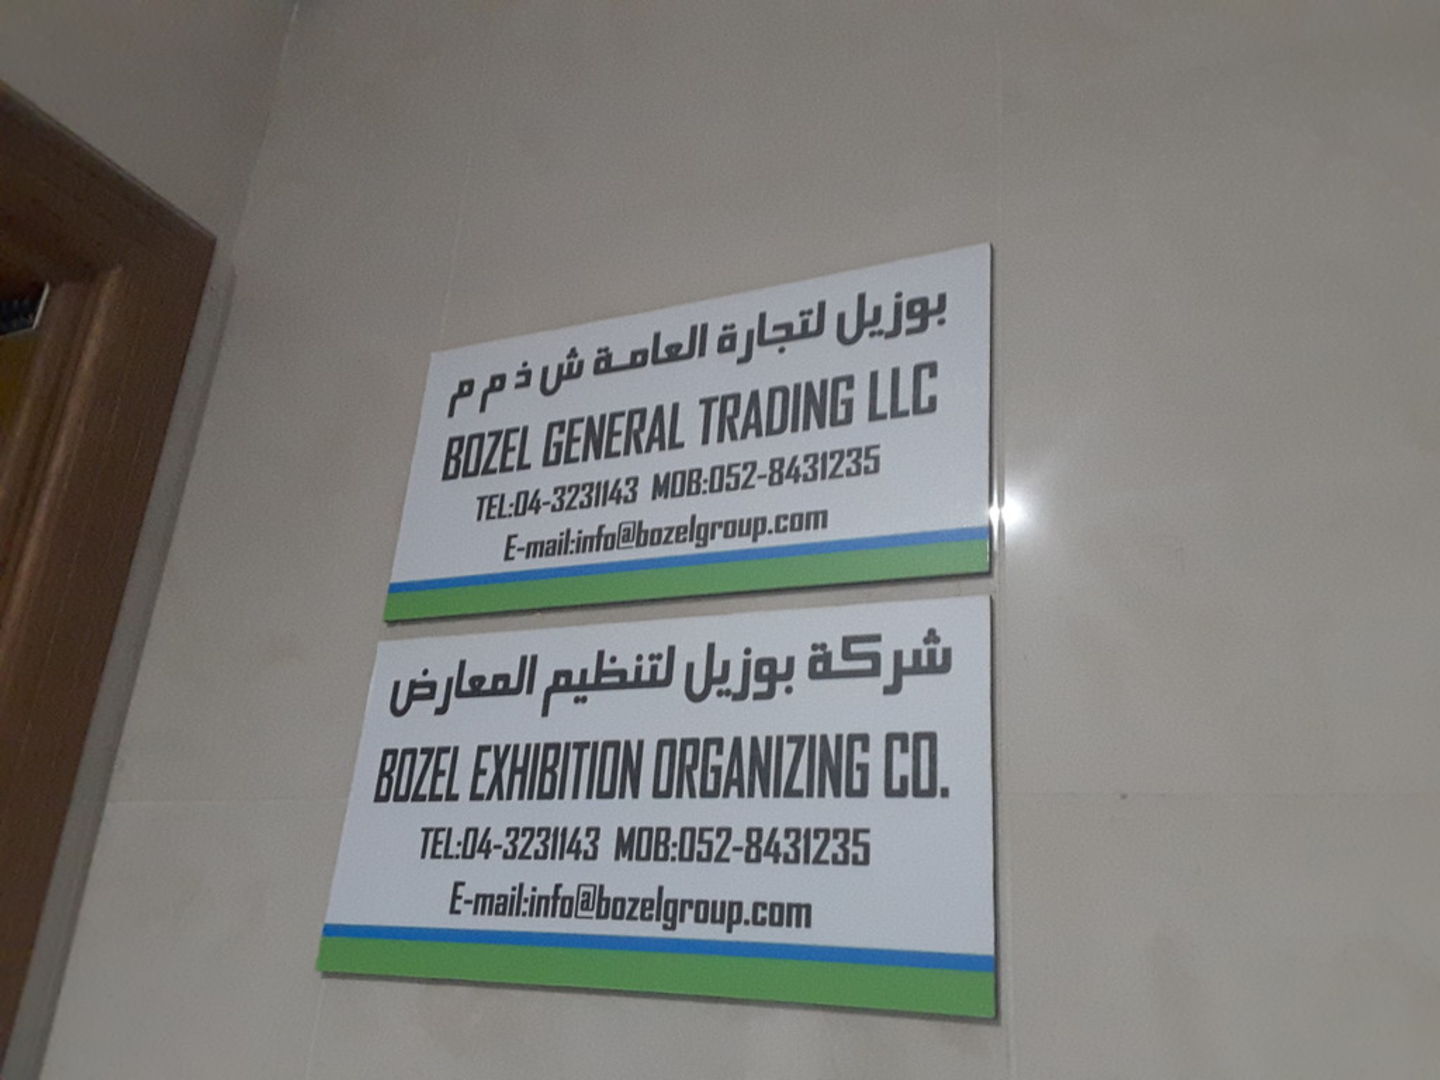 بوزيل لتجارة العامة ش ذ م م
BOZEL GENERAL TRADING LLC
TEL:04-3231143 MOB:052-8431235
E-mail:info@bozelgroup.com
شركة بوزيل لتنظيم المعارض
BOZEL EXHIBITION ORGANIZING CO.
TEL:04-3231143 MOB:052-8431235
E-mail:info@bozelgroup.com